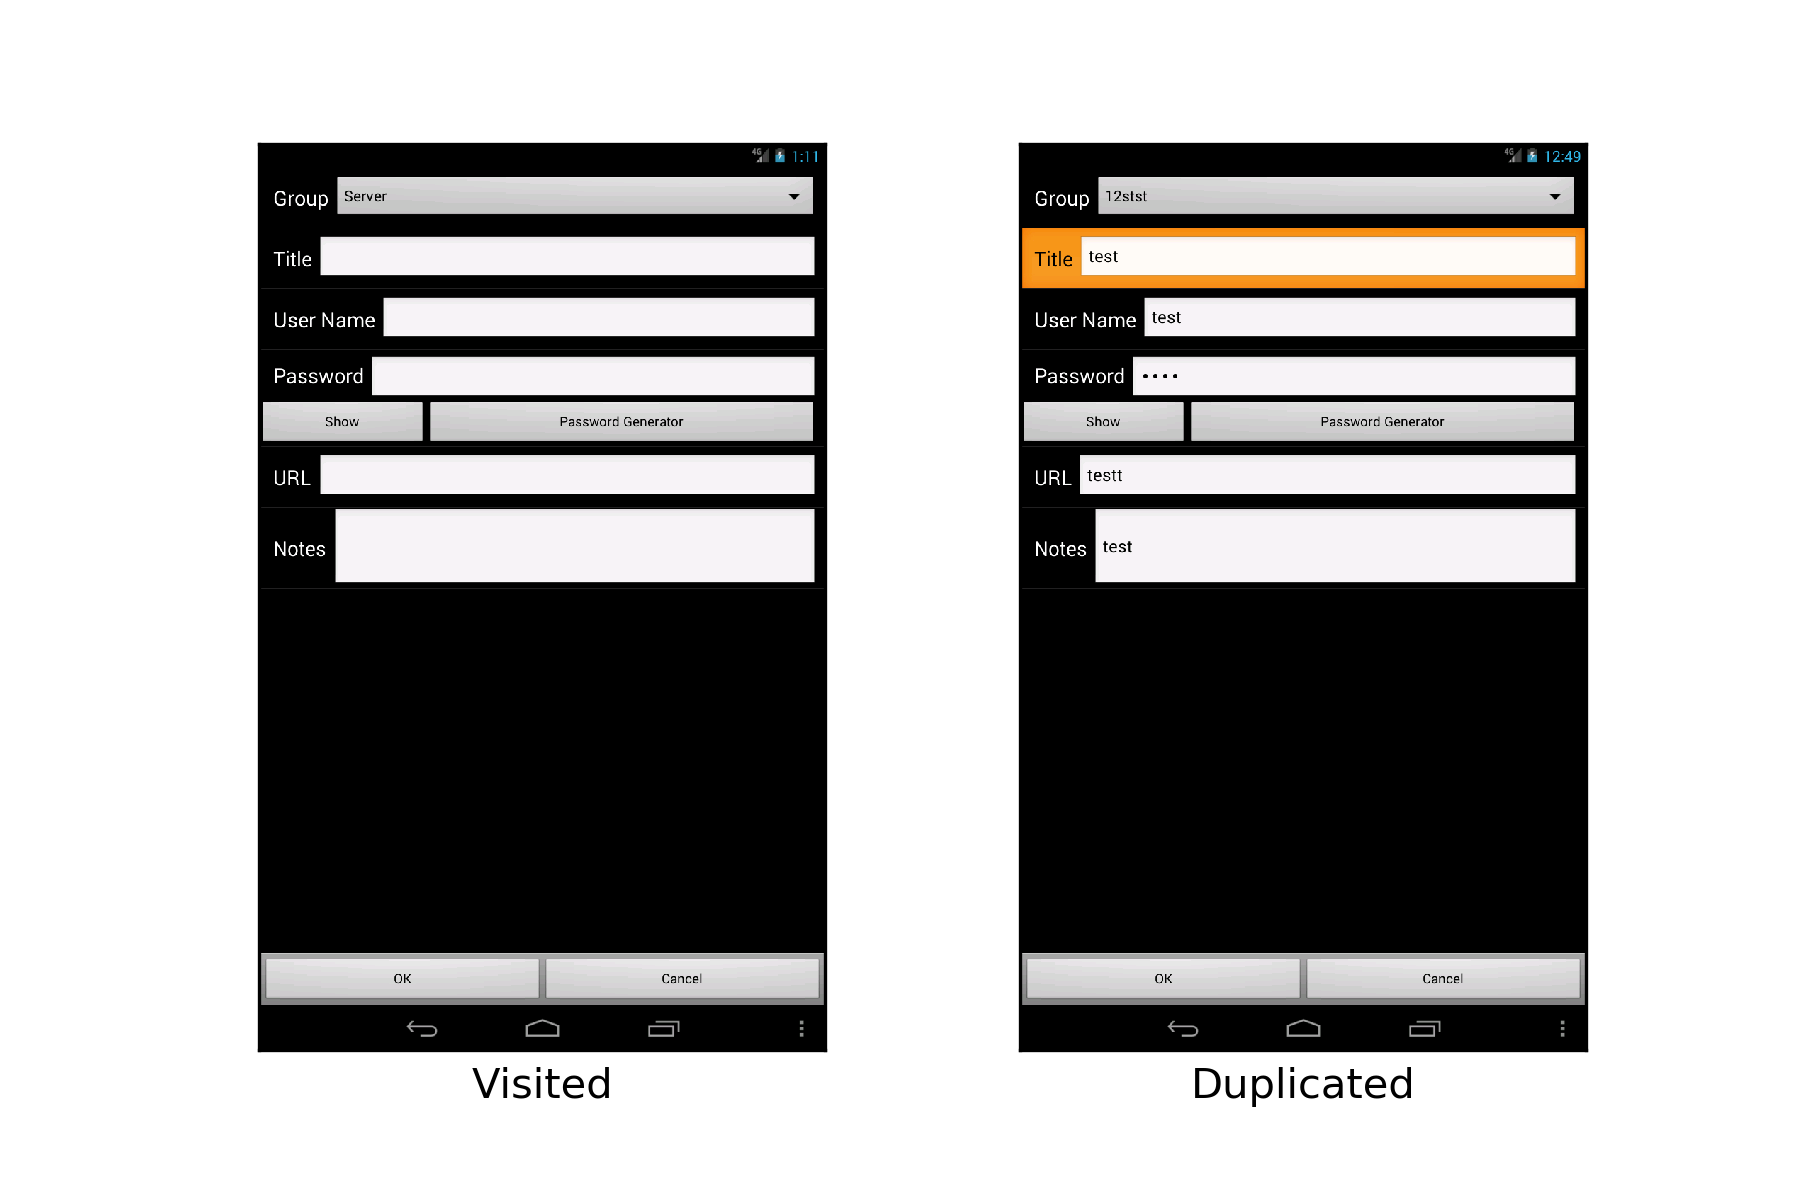 4G 1:11
Group Server
Title
User Name
Password
Show Password Generator
URL
Notes
OK Cancel
Visited
4G 12:49
Group 12stst
Title test
User Name test
Password ••••
Show Password Generator
URL testt
Notes test
OK Cancel
Duplicated